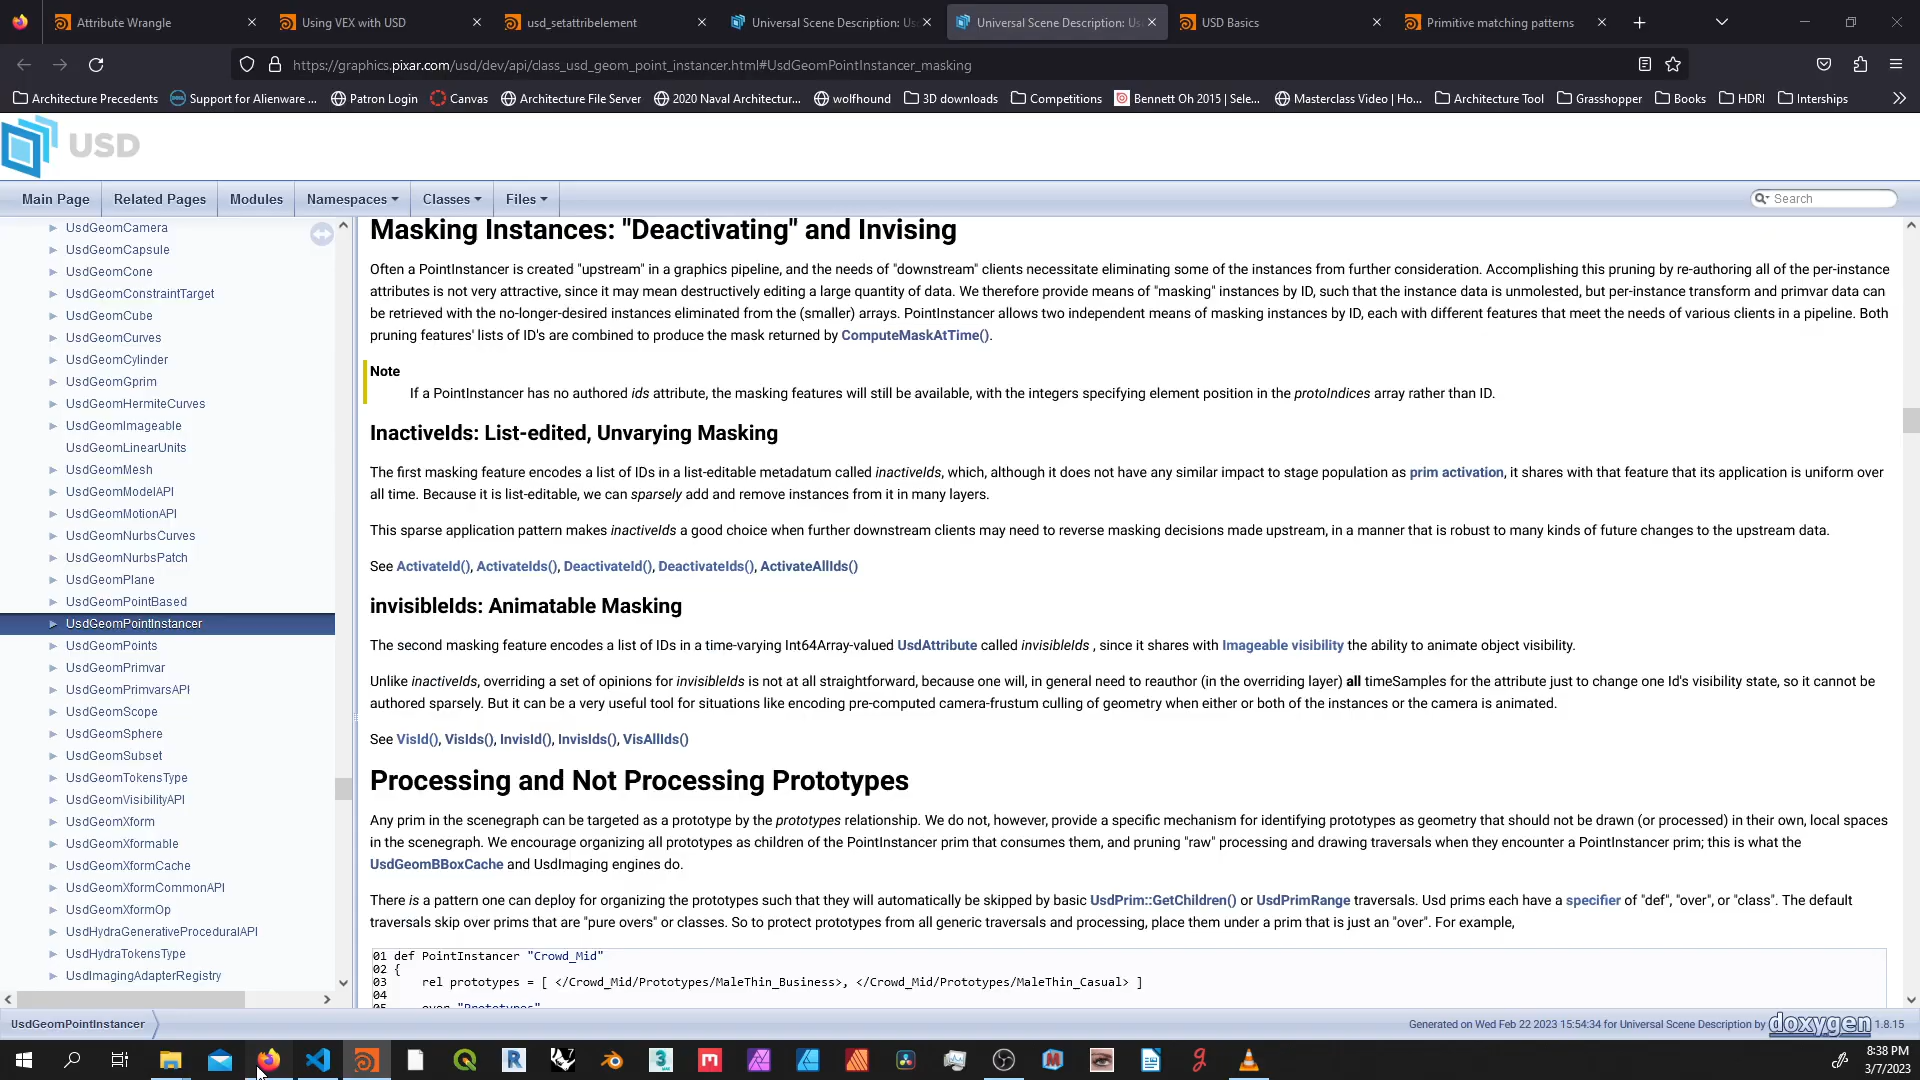 Attribute Wrangle
Using VEX with USD
usd_setattribelement
Universal Scene Description: Us
Universal Scene Description: Us
USD Basics
Primitive matching patterns
https://graphics.pixar.com/usd/dev/api/class_usd_geom_point_instancer.html#UsdGeomPointInstancer_masking
Architecture Precedents
Support for Alienware ...
Patron Login
Canvas
Architecture File Server
2020 Naval Architectur...
wolfhound
3D downloads
Competitions
Bennett Oh 2015 | Sele...
Masterclass Video | Ho...
Architecture Tool
Grasshopper
Books
HDRI
Interships
USD
Main Page
Related Pages
Modules
Namespaces
Classes
Files
Search
UsdGeomCamera
UsdGeomCapsule
UsdGeomCone
UsdGeomConstraintTarget
UsdGeomCube
UsdGeomCurves
UsdGeomCylinder
UsdGeomGprim
UsdGeomHermiteCurves
UsdGeomImageable
UsdGeomLinearUnits
UsdGeomMesh
UsdGeomModelAPI
UsdGeomMotionAPI
UsdGeomNurbsCurves
UsdGeomNurbsPatch
UsdGeomPlane
UsdGeomPointBased
UsdGeomPointInstancer
UsdGeomPoints
UsdGeomPrimvar
UsdGeomPrimvarsAPI
UsdGeomScope
UsdGeomSphere
UsdGeomSubset
UsdGeomTokensType
UsdGeomVisibilityAPI
UsdGeomXform
UsdGeomXformable
UsdGeomXformCache
UsdGeomXformCommonAPI
UsdGeomXformOp
UsdHydraGenerativeProceduralAPI
UsdHydraTokensType
UsdImagingAdapterRegistry
Masking Instances: "Deactivating" and Invising
Often a PointInstancer is created "upstream" in a graphics pipeline, and the needs of "downstream" clients necessitate eliminating some of the instances from further consideration. Accomplishing this pruning by re-authoring all of the per-instance
attributes is not very attractive, since it may mean destructively editing a large quantity of data. We therefore provide means of "masking" instances by ID, such that the instance data is unmolested, but per-instance transform and primvar data can
be retrieved with the no-longer-desired instances eliminated from the (smaller) arrays. PointInstancer allows two independent means of masking instances by ID, each with different features that meet the needs of various clients in a pipeline. Both
pruning features' lists of ID's are combined to produce the mask returned by ComputeMaskAtTime().
Note
If a PointInstancer has no authored ids attribute, the masking features will still be available, with the integers specifying element position in the protoIndices array rather than ID.
InactiveIds: List-edited, Unvarying Masking
The first masking feature encodes a list of IDs in a list-editable metadatum called inactiveIds, which, although it does not have any similar impact to stage population as prim activation, it shares with that feature that its application is uniform over
all time. Because it is list-editable, we can sparsely add and remove instances from it in many layers.
This sparse application pattern makes inactiveIds a good choice when further downstream clients may need to reverse masking decisions made upstream, in a manner that is robust to many kinds of future changes to the upstream data.
See ActivateId(), ActivateIds(), DeactivateId(), DeactivateIds(), ActivateAllIds()
invisibleIds: Animatable Masking
The second masking feature encodes a list of IDs in a time-varying Int64Array-valued UsdAttribute called invisibleIds , since it shares with Imageable visibility the ability to animate object visibility.
Unlike inactiveIds, overriding a set of opinions for invisibleIds is not at all straightforward, because one will, in general need to reauthor (in the overriding layer) all timeSamples for the attribute just to change one Id's visibility state, so it cannot be
authored sparsely. But it can be a very useful tool for situations like encoding pre-computed camera-frustum culling of geometry when either or both of the instances or the camera is animated.
See VisId(), VisIds(), InvisId(), InvisIds(), VisAllIds()
Processing and Not Processing Prototypes
Any prim in the scenegraph can be targeted as a prototype by the prototypes relationship. We do not, however, provide a specific mechanism for identifying prototypes as geometry that should not be drawn (or processed) in their own, local spaces
in the scenegraph. We encourage organizing all prototypes as children of the PointInstancer prim that consumes them, and pruning "raw" processing and drawing traversals when they encounter a PointInstancer prim; this is what the
UsdGeomBBoxCache and UsdImaging engines do.
There is a pattern one can deploy for organizing the prototypes such that they will automatically be skipped by basic UsdPrim::GetChildren() or UsdPrimRange traversals. Usd prims each have a specifier of "def", "over", or "class". The default
traversals skip over prims that are "pure overs" or classes. So to protect prototypes from all generic traversals and processing, place them under a prim that is just an "over". For example,
01 def PointInstancer "Crowd_Mid"
02 {
03 rel prototypes = [ </Crowd_Mid/Prototypes/MaleThin_Business>, </Crowd_Mid/Prototypes/MaleThin_Casual> ]
04
05 over "Prototypes"
UsdGeomPointInstancer
Generated on Wed Feb 22 2023 15:54:34 for Universal Scene Description by doxygen 1.8.15
8:38 PM
3/7/2023